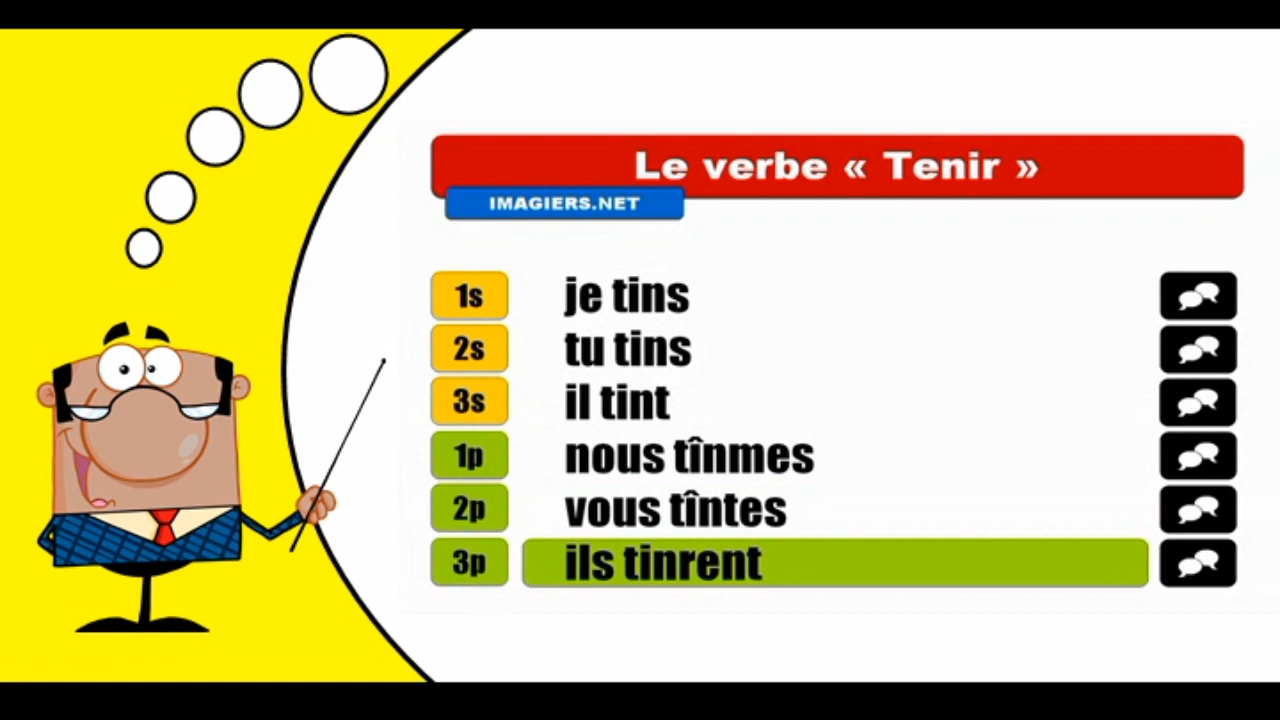 Le verbe « Tenir »
IMAGIERS.NET
1s je tins
2s tu tins
3s il tint
1p nous tînmes
2p vous tîntes
3p ils tinrent